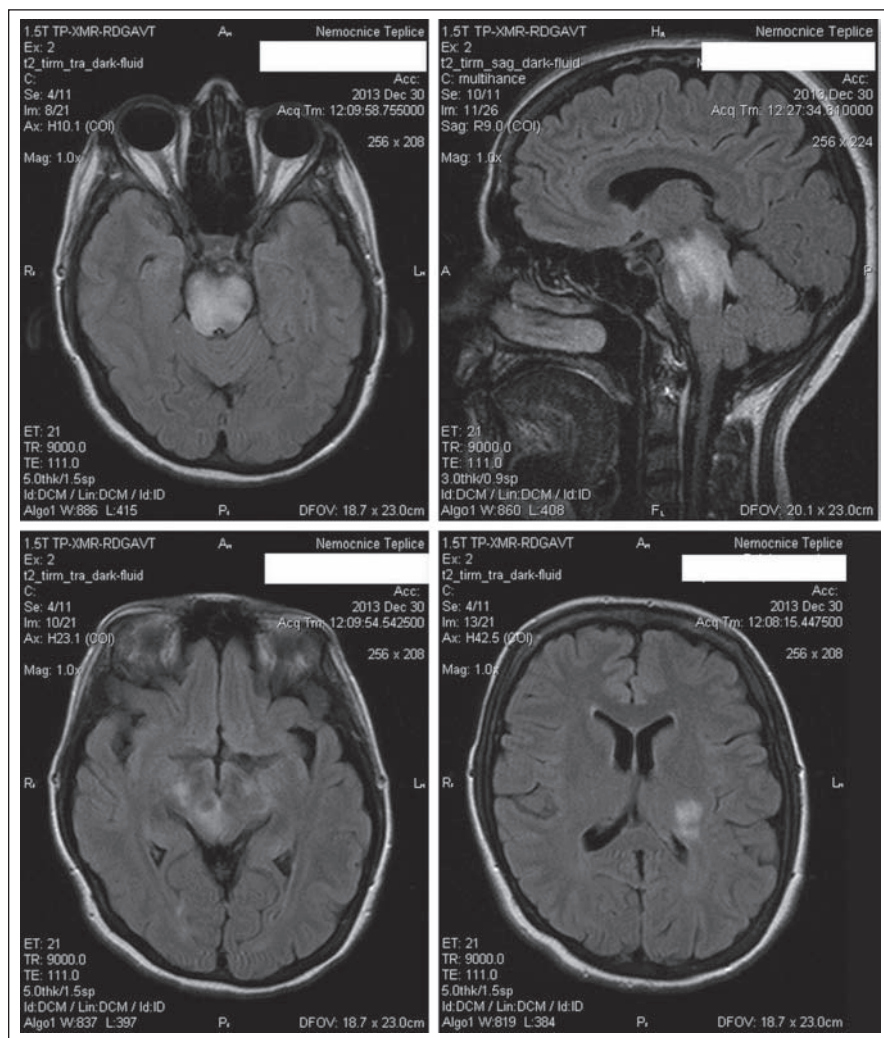 1.5T TP-XMR-RDGAVT
Ex: 2
t2_tirm_tra_dark-fluid
C:
Se: 4/11
Im: 8/21
Ax: H10.1 (COI)
Mag: 1.0x
A
Nemocnice Teplice
Acc:
2013 Dec 30
Acq Tm: 12:09:58.755000
256 x 208
R
L
ET: 21
TR: 9000.0
TE: 111.0
5.0thk/1.5sp
Id:DCM / Lin:DCM / Id:ID
Algo1 W:886 L:415
P
DFOV: 18.7 x 23.0cm
1.5T TP-XMR-RDGAVT
Ex: 2
t2_tirm_sag_dark-fluid
C: multihance
Se: 10/11
Im: 11/26
Sag: R9.0 (COI)
Mag: 1.0x
H
Nemocnice Teplice
Acc:
2013 Dec 30
Acq Tm: 12:27:34.310000
256 x 224
A
P
ET: 21
TR: 9000.0
TE: 111.0
3.0thk/0.9sp
Id:DCM / Lin:DCM / Id:ID
Algo1 W:860 L:408
F
DFOV: 20.1 x 23.0cm
1.5T TP-XMR-RDGAVT
Ex: 2
t2_tirm_tra_dark-fluid
C:
Se: 4/11
Im: 10/21
Ax: H23.1 (COI)
Mag: 1.0x
A
Nemocnice Teplice
Acc:
2013 Dec 30
Acq Tm: 12:09:54.542500
256 x 208
R
L
ET: 21
TR: 9000.0
TE: 111.0
5.0thk/1.5sp
Id:DCM / Lin:DCM / Id:ID
Algo1 W:837 L:397
P
DFOV: 18.7 x 23.0cm
1.5T TP-XMR-RDGAVT
Ex: 2
t2_tirm_tra_dark-fluid
C:
Se: 4/11
Im: 13/21
Ax: H42.5 (COI)
Mag: 1.0x
A
Nemocnice Teplice
Acc:
2013 Dec 30
Acq Tm: 12:08:15.447500
256 x 208
R
L
ET: 21
TR: 9000.0
TE: 111.0
5.0thk/1.5sp
Id:DCM / Lin:DCM / Id:ID
Algo1 W:819 L:384
P
DFOV: 18.7 x 23.0cm